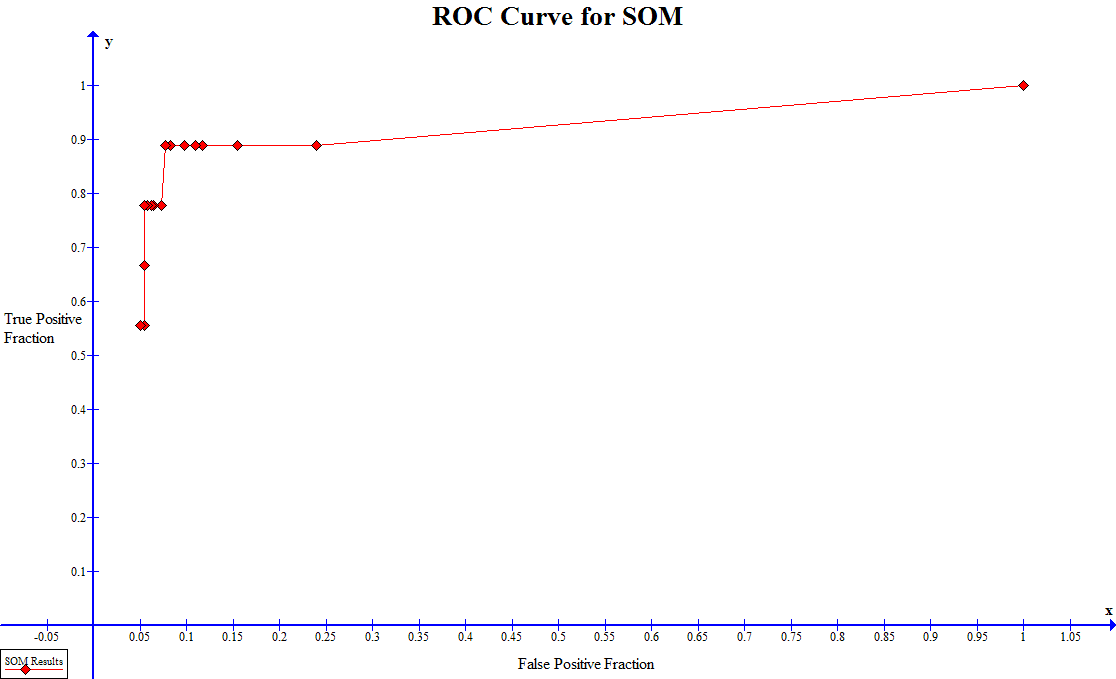 ROC Curve for SOM
y
1
0.9
0.8
0.7
0.6
True Positive
Fraction
0.5
0.4
0.3
0.2
0.1
x
-0.05 0.05 0.1 0.15 0.2 0.25 0.3 0.35 0.4 0.45 0.5 0.55 0.6 0.65 0.7 0.75 0.8 0.85 0.9 0.95 1 1.05
SOM Results
False Positive Fraction